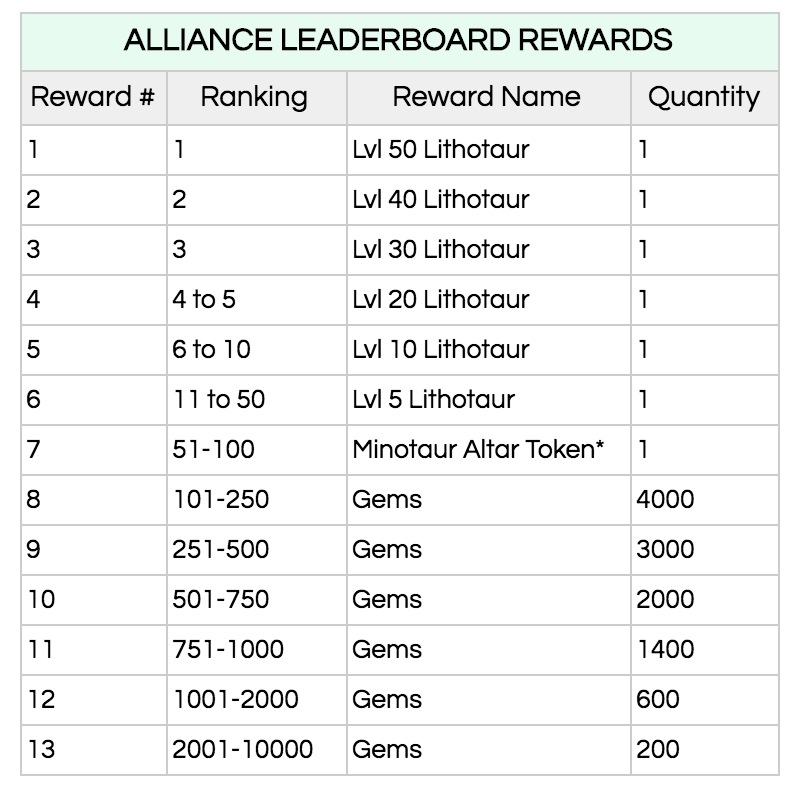 ALLIANCE LEADERBOARD REWARDS
Reward # Ranking Reward Name Quantity
1 1 Lvl 50 Lithotaur 1
2 2 Lvl 40 Lithotaur 1
3 3 Lvl 30 Lithotaur 1
4 4 to 5 Lvl 20 Lithotaur 1
5 6 to 10 Lvl 10 Lithotaur 1
6 11 to 50 Lvl 5 Lithotaur 1
7 51-100 Minotaur Altar Token* 1
8 101-250 Gems 4000
9 251-500 Gems 3000
10 501-750 Gems 2000
11 751-1000 Gems 1400
12 1001-2000 Gems 600
13 2001-10000 Gems 200